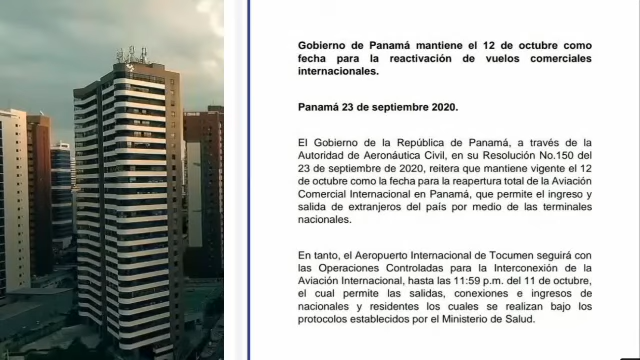 Gobierno de Panamá mantiene el 12 de octubre como
fecha para la reactivación de vuelos comerciales
internacionales.
Panamá 23 de septiembre 2020.
El Gobierno de la República de Panamá, a través de la
Autoridad de Aeronáutica Civil, en su Resolución No.150 del
23 de septiembre de 2020, reitera que mantiene vigente el 12
de octubre como la fecha para la reapertura total de la Aviación
Comercial Internacional en Panamá, que permite el ingreso y
salida de extranjeros del país por medio de las terminales
nacionales.
En tanto, el Aeropuerto Internacional de Tocumen seguirá con
las Operaciones Controladas para la Interconexión de la
Aviación Internacional, hasta las 11:59 p.m. del 11 de octubre,
el cual permite las salidas, conexiones e ingresos de
nacionales y residentes los cuales se realizan bajo los
protocolos establecidos por el Ministerio de Salud.